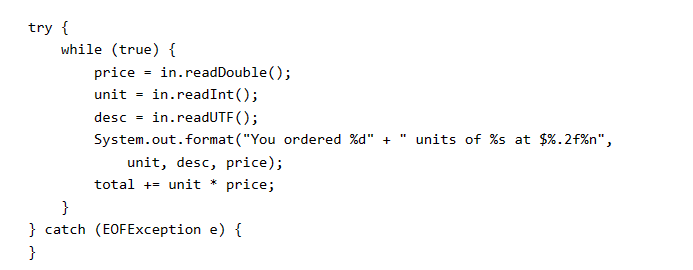 try {
    while (true) {
        price = in.readDouble();
        unit = in.readInt();
        desc = in.readUTF();
        System.out.format("You ordered %d" + " units of %s at $%.2f%n",
            unit, desc, price);
        total += unit * price;
    }
} catch (EOFException e) {
}